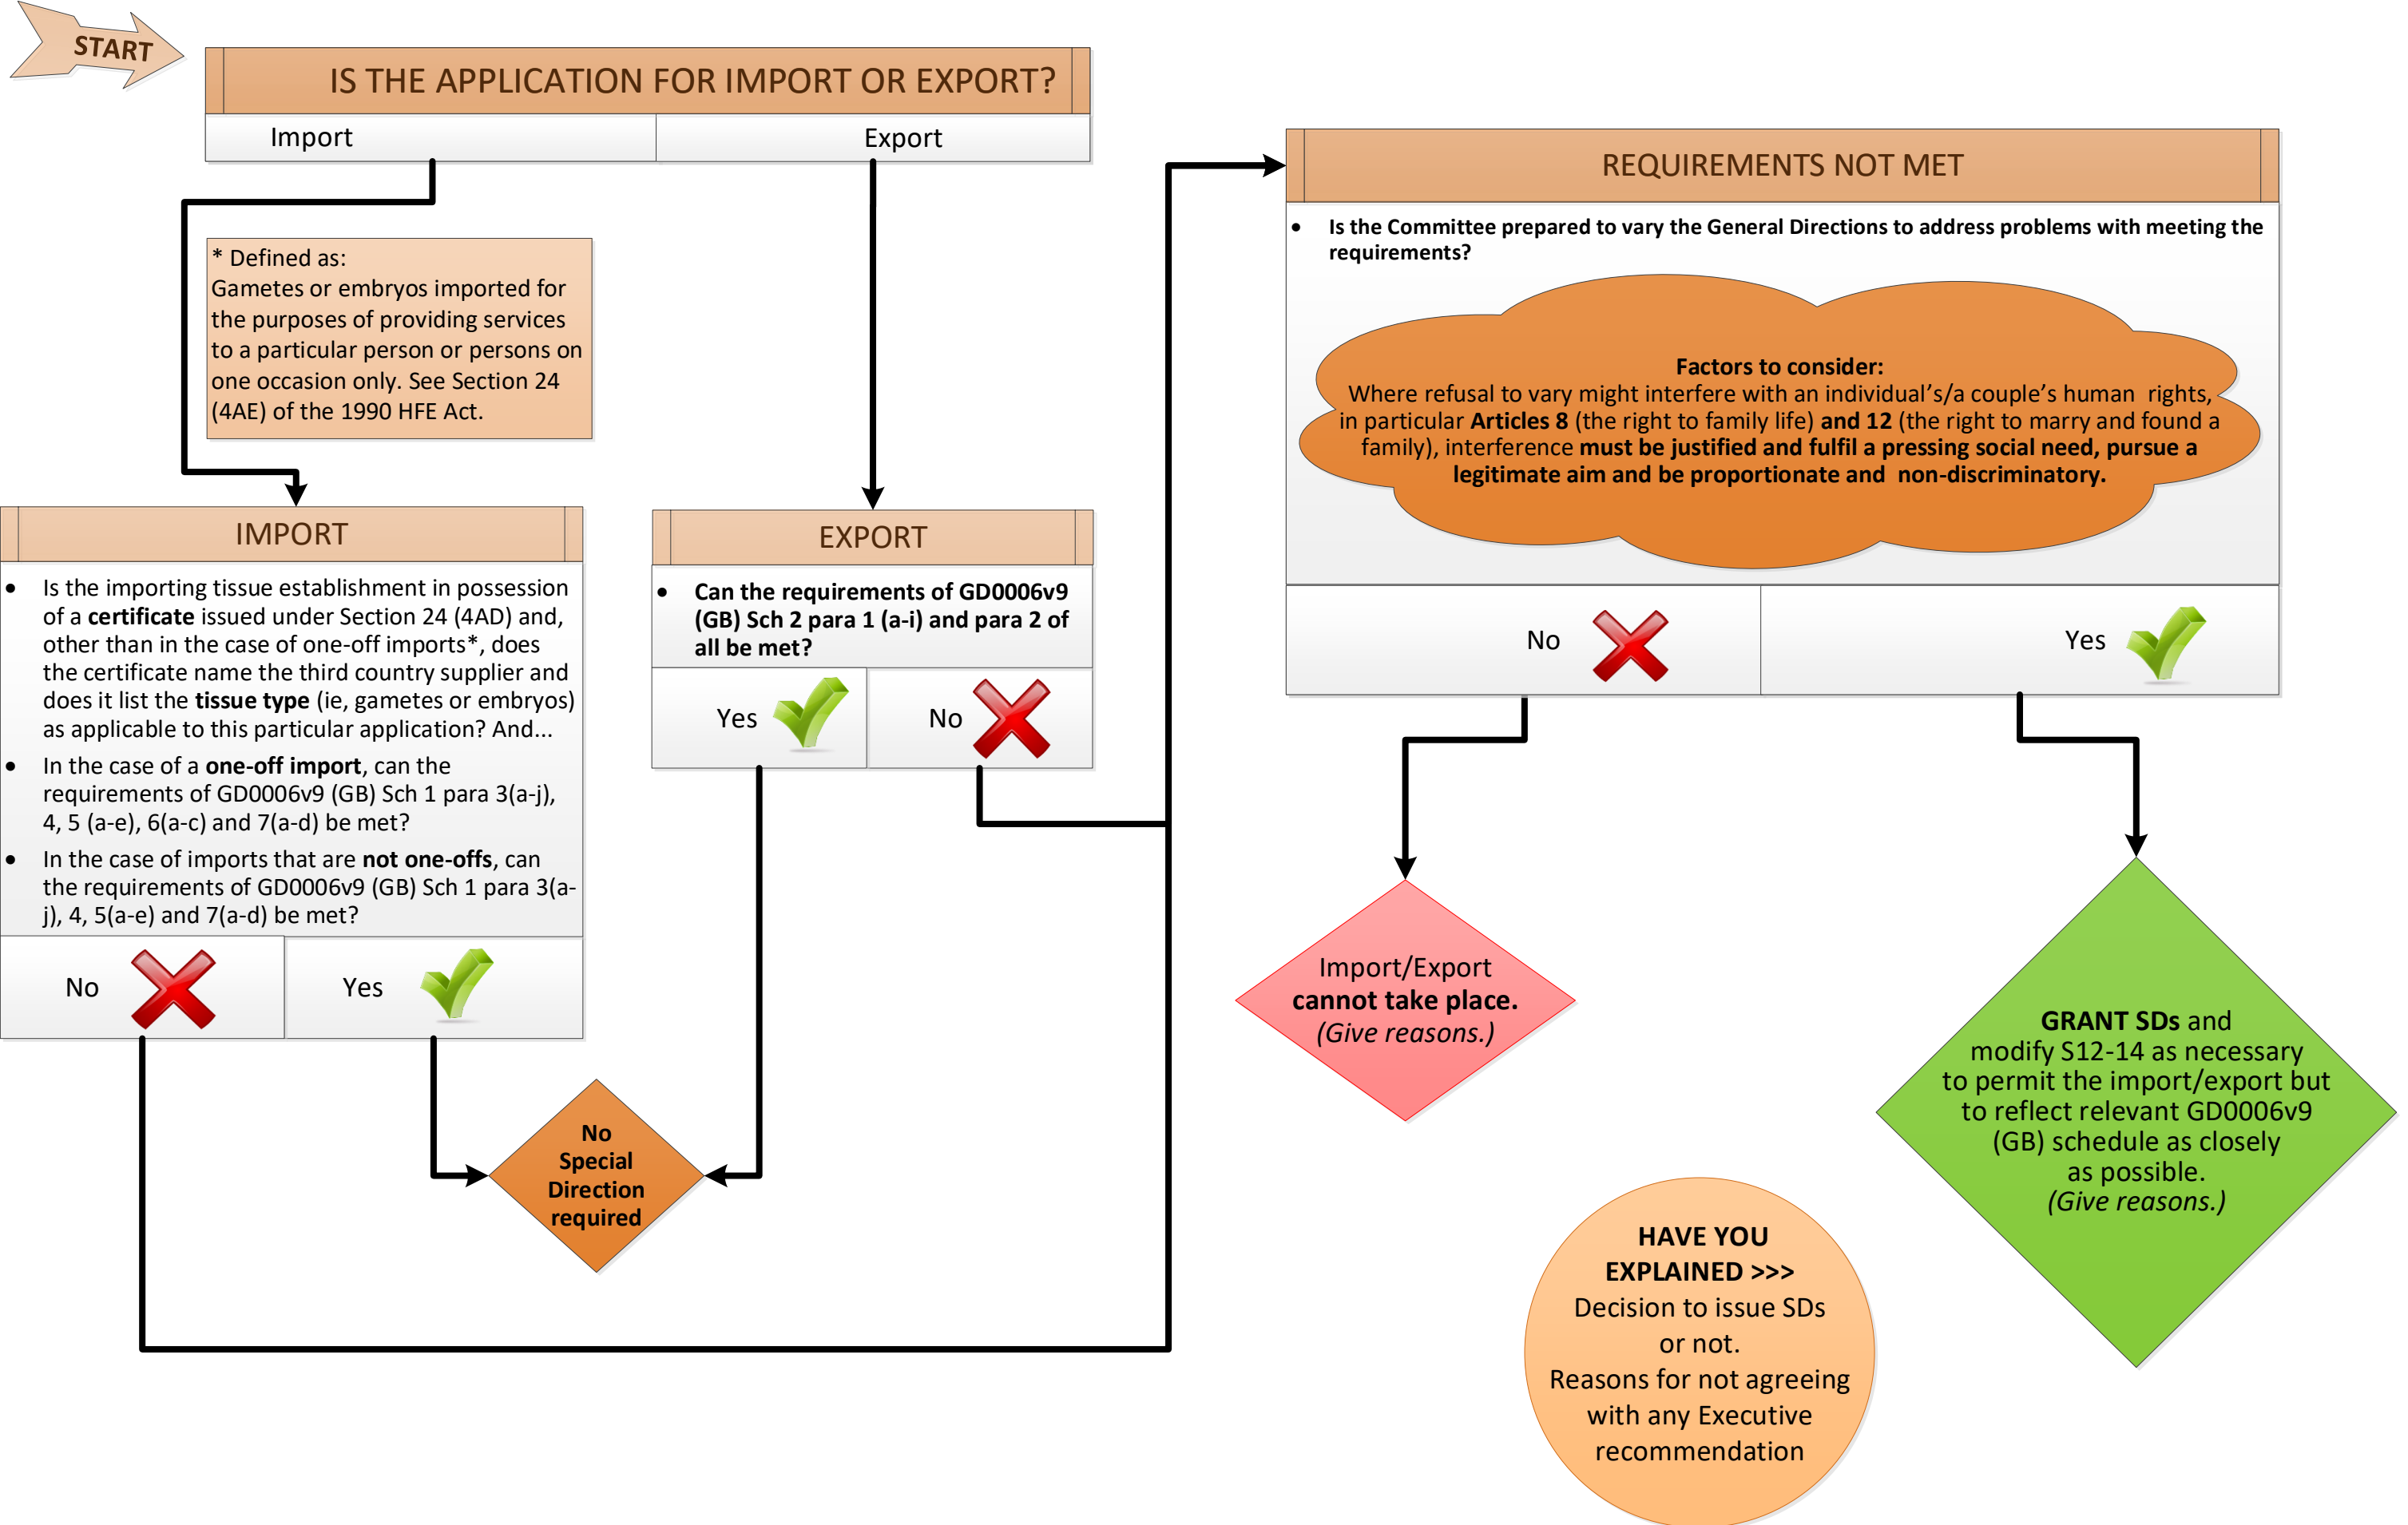 START
IS THE APPLICATION FOR IMPORT OR EXPORT?
Import
Export
* Defined as:
Gametes or embryos imported for
the purposes of providing services
to a particular person or persons on
one occasion only. See Section 24
(4AE) of the 1990 HFE Act.
IMPORT
• Is the importing tissue establishment in possession
of a certificate issued under Section 24 (4AD) and,
other than in the case of one-off imports*, does
the certificate name the third country supplier and
does it list the tissue type (ie, gametes or embryos)
as applicable to this particular application? And...
• In the case of a one-off import, can the
requirements of GD0006v9 (GB) Sch 1 para 3(a-j),
4, 5 (a-e), 6(a-c) and 7(a-d) be met?
• In the case of imports that are not one-offs, can
the requirements of GD0006v9 (GB) Sch 1 para 3(a-
j), 4, 5(a-e) and 7(a-d) be met?
No
Yes
EXPORT
• Can the requirements of GD0006v9
(GB) Sch 2 para 1 (a-i) and para 2 of
all be met?
Yes
No
No
Special
Direction
required
REQUIREMENTS NOT MET
• Is the Committee prepared to vary the General Directions to address problems with meeting the
requirements?
Factors to consider:
Where refusal to vary might interfere with an individual’s/a couple’s human rights,
in particular Articles 8 (the right to family life) and 12 (the right to marry and found a
family), interference must be justified and fulfil a pressing social need, pursue a
legitimate aim and be proportionate and non-discriminatory.
No
Yes
Import/Export
cannot take place.
(Give reasons.)
GRANT SDs and
modify S12-14 as necessary
to permit the import/export but
to reflect relevant GD0006v9
(GB) schedule as closely
as possible.
(Give reasons.)
HAVE YOU
EXPLAINED >>>
Decision to issue SDs
or not.
Reasons for not agreeing
with any Executive
recommendation